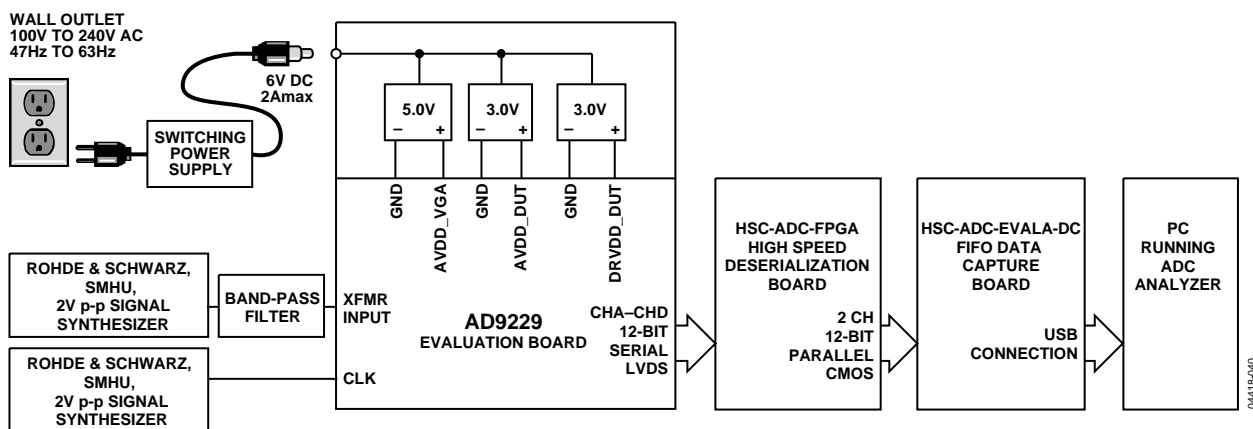 WALL OUTLET
100V TO 240V AC
47Hz TO 63Hz
6V DC
2Amax
SWITCHING
POWER
SUPPLY
5.0V
– +
3.0V
– +
3.0V
– +
GND
AVDD_VGA
GND
AVDD_DUT
GND
DRVDD_DUT
ROHDE & SCHWARZ,
SMHU,
2V p-p SIGNAL
SYNTHESIZER
BAND-PASS
FILTER
XFMR
INPUT
AD9229
EVALUATION BOARD
CHA–CHD
12-BIT
SERIAL
LVDS
ROHDE & SCHWARZ,
SMHU,
2V p-p SIGNAL
SYNTHESIZER
CLK
HSC-ADC-FPGA
HIGH SPEED
DESERIALIZATION
BOARD
2 CH
12-BIT
PARALLEL
CMOS
HSC-ADC-EVALA-DC
FIFO DATA
CAPTURE
BOARD
USB
CONNECTION
PC
RUNNING
ADC
ANALYZER
04418-040